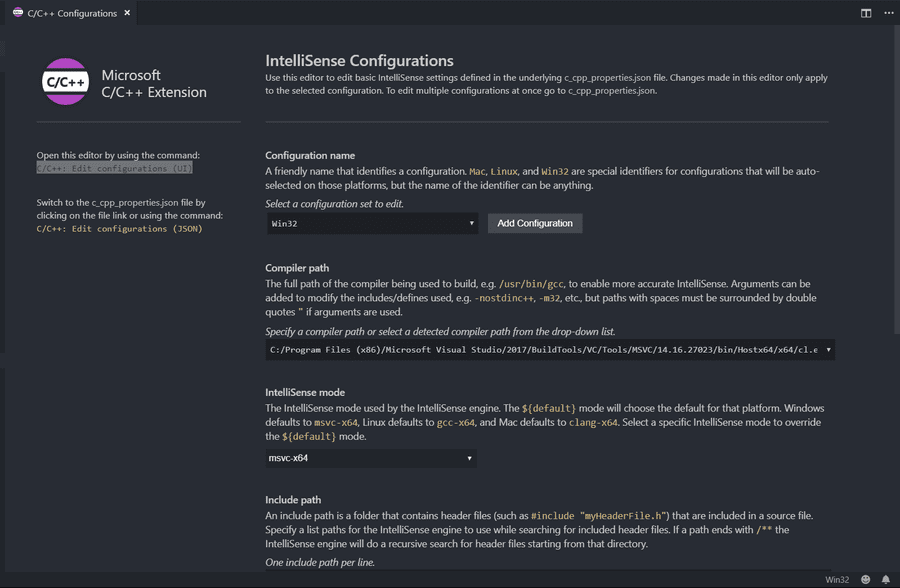 C/C++ Configurations ×
C/C++
Microsoft
C/C++ Extension
Open this editor by using the command:
C/C++: Edit configurations (UI)
Switch to the c_cpp_properties.json file by
clicking on the file link or using the command:
C/C++: Edit configurations (JSON)
IntelliSense Configurations
Use this editor to edit basic IntelliSense settings defined in the underlying c_cpp_properties.json file. Changes made in this editor only apply
to the selected configuration. To edit multiple configurations at once go to c_cpp_properties.json.
Configuration name
A friendly name that identifies a configuration. Mac, Linux, and Win32 are special identifiers for configurations that will be auto-
selected on those platforms, but the name of the identifier can be anything.
Select a configuration set to edit.
Win32
Add Configuration
Compiler path
The full path of the compiler being used to build, e.g. /usr/bin/gcc, to enable more accurate IntelliSense. Arguments can be
added to modify the includes/defines used, e.g. -nostdinc++, -m32, etc., but paths with spaces must be surrounded by double
quotes " if arguments are used.
Specify a compiler path or select a detected compiler path from the drop-down list.
C:/Program Files (x86)/Microsoft Visual Studio/2017/BuildTools/VC/Tools/MSVC/14.16.27023/bin/Hostx64/x64/cl.e
IntelliSense mode
The IntelliSense mode used by the IntelliSense engine. The ${default} mode will choose the default for that platform. Windows
defaults to msvc-x64, Linux defaults to gcc-x64, and Mac defaults to clang-x64. Select a specific IntelliSense mode to override
the ${default} mode.
msvc-x64
Include path
An include path is a folder that contains header files (such as #include "myHeaderFile.h") that are included in a source file.
Specify a list paths for the IntelliSense engine to use while searching for included header files. If a path ends with /** the
IntelliSense engine will do a recursive search for header files starting from that directory.
One include path per line.
Win32